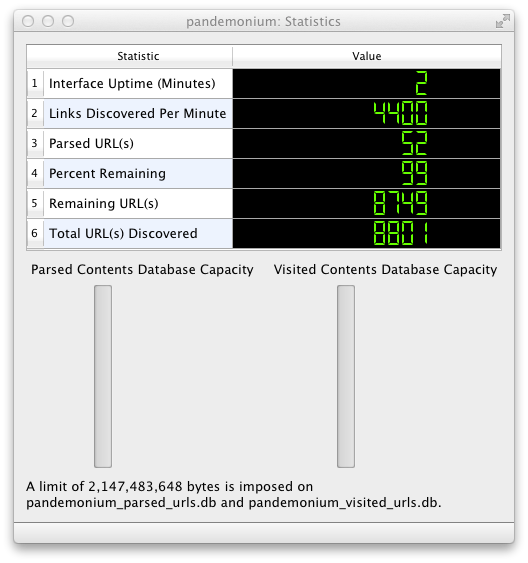 pandemonium: Statistics
Statistic Value
1 Interface Uptime (Minutes) 2
2 Links Discovered Per Minute 4400
3 Parsed URL(s) 52
4 Percent Remaining 99
5 Remaining URL(s) 8749
6 Total URL(s) Discovered 8801
Parsed Contents Database Capacity Visited Contents Database Capacity
A limit of 2,147,483,648 bytes is imposed on
pandemonium_parsed_urls.db and pandemonium_visited_urls.db.